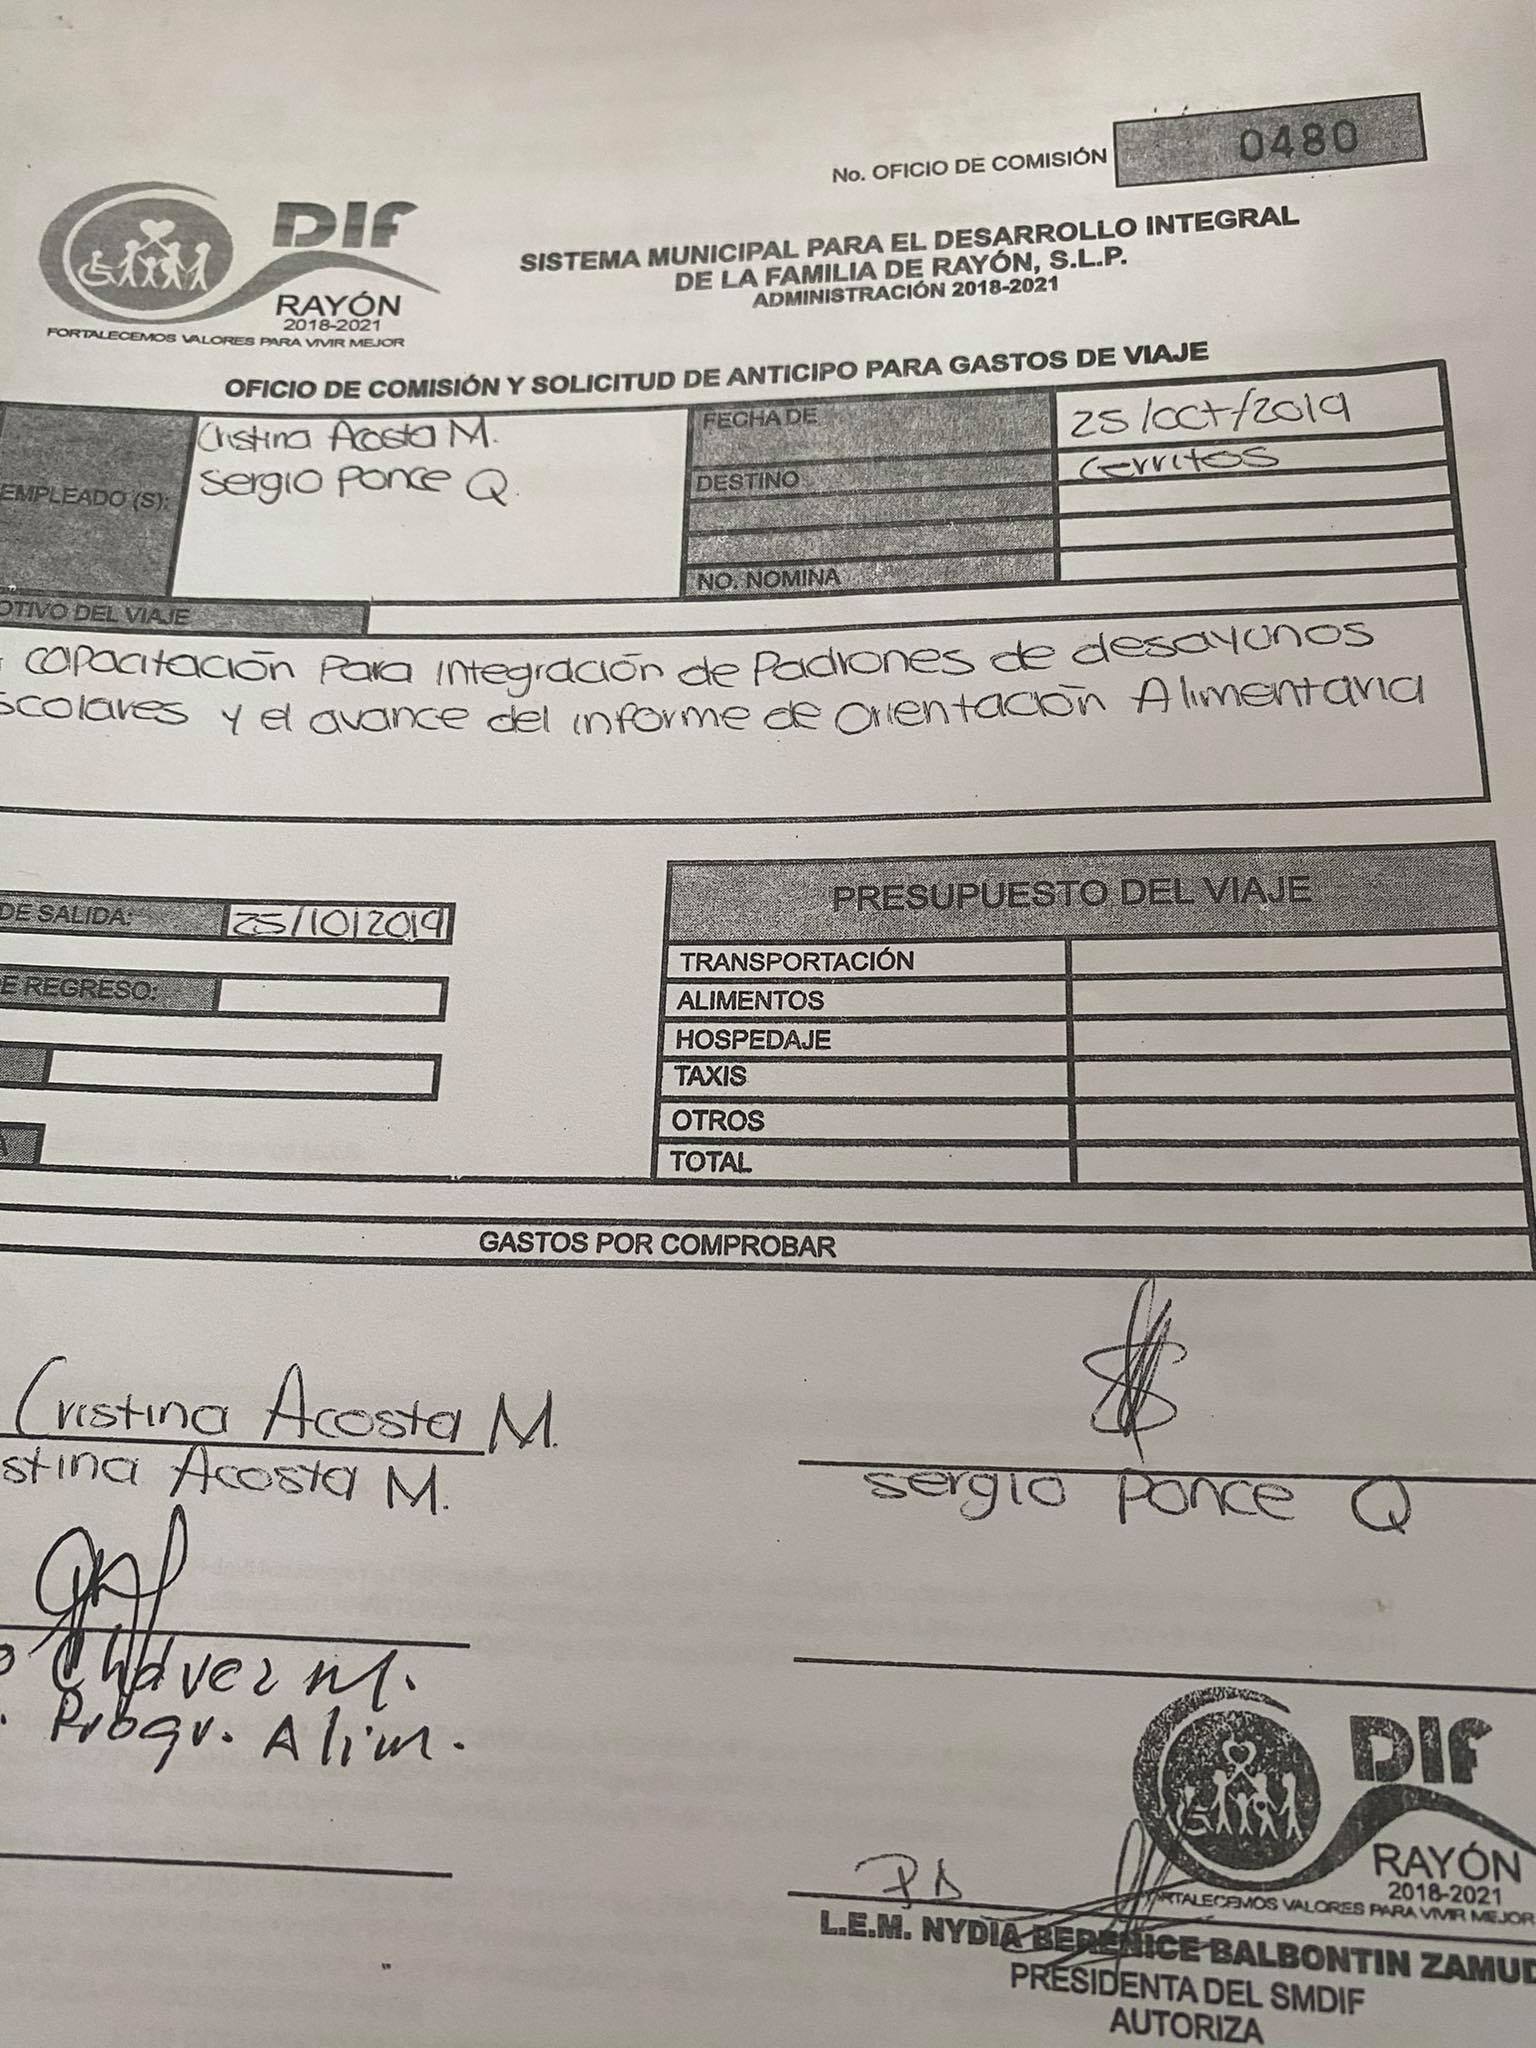 No. OFICIO DE COMISIÓN 0480
DIF
RAYÓN
2018-2021
FORTALECEMOS VALORES PARA VIVIR MEJOR
SISTEMA MUNICIPAL PARA EL DESARROLLO INTEGRAL
DE LA FAMILIA DE RAYÓN, S.L.P.
ADMINISTRACIÓN 2018-2021
OFICIO DE COMISIÓN Y SOLICITUD DE ANTICIPO PARA GASTOS DE VIAJE
EMPLEADO (S):
Cristina Acosta M.
Sergio Ponce Q.
FECHA DE 25/oct/2019
DESTINO Cerritos
NO. NOMINA
OTIVO DEL VIAJE
capacitación para integración de Padrones de desayunos
scolares y el avance del informe de orientación Alimentaria
DE SALIDA: 25/10/2019
E REGRESO:
A
PRESUPUESTO DEL VIAJE
TRANSPORTACIÓN
ALIMENTOS
HOSPEDAJE
TAXIS
OTROS
TOTAL
GASTOS POR COMPROBAR
Cristina Acosta M.
stina Acosta M.
Sergio Ponce Q
o Chávez M.
. Progr. Alim.
DIF
RAYÓN
2018-2021
RTALECEMOS VALORES PARA VIVIR MEJOR
P A
L.E.M. NYDIA BERENICE BALBONTIN ZAMUD
PRESIDENTA DEL SMDIF
AUTORIZA